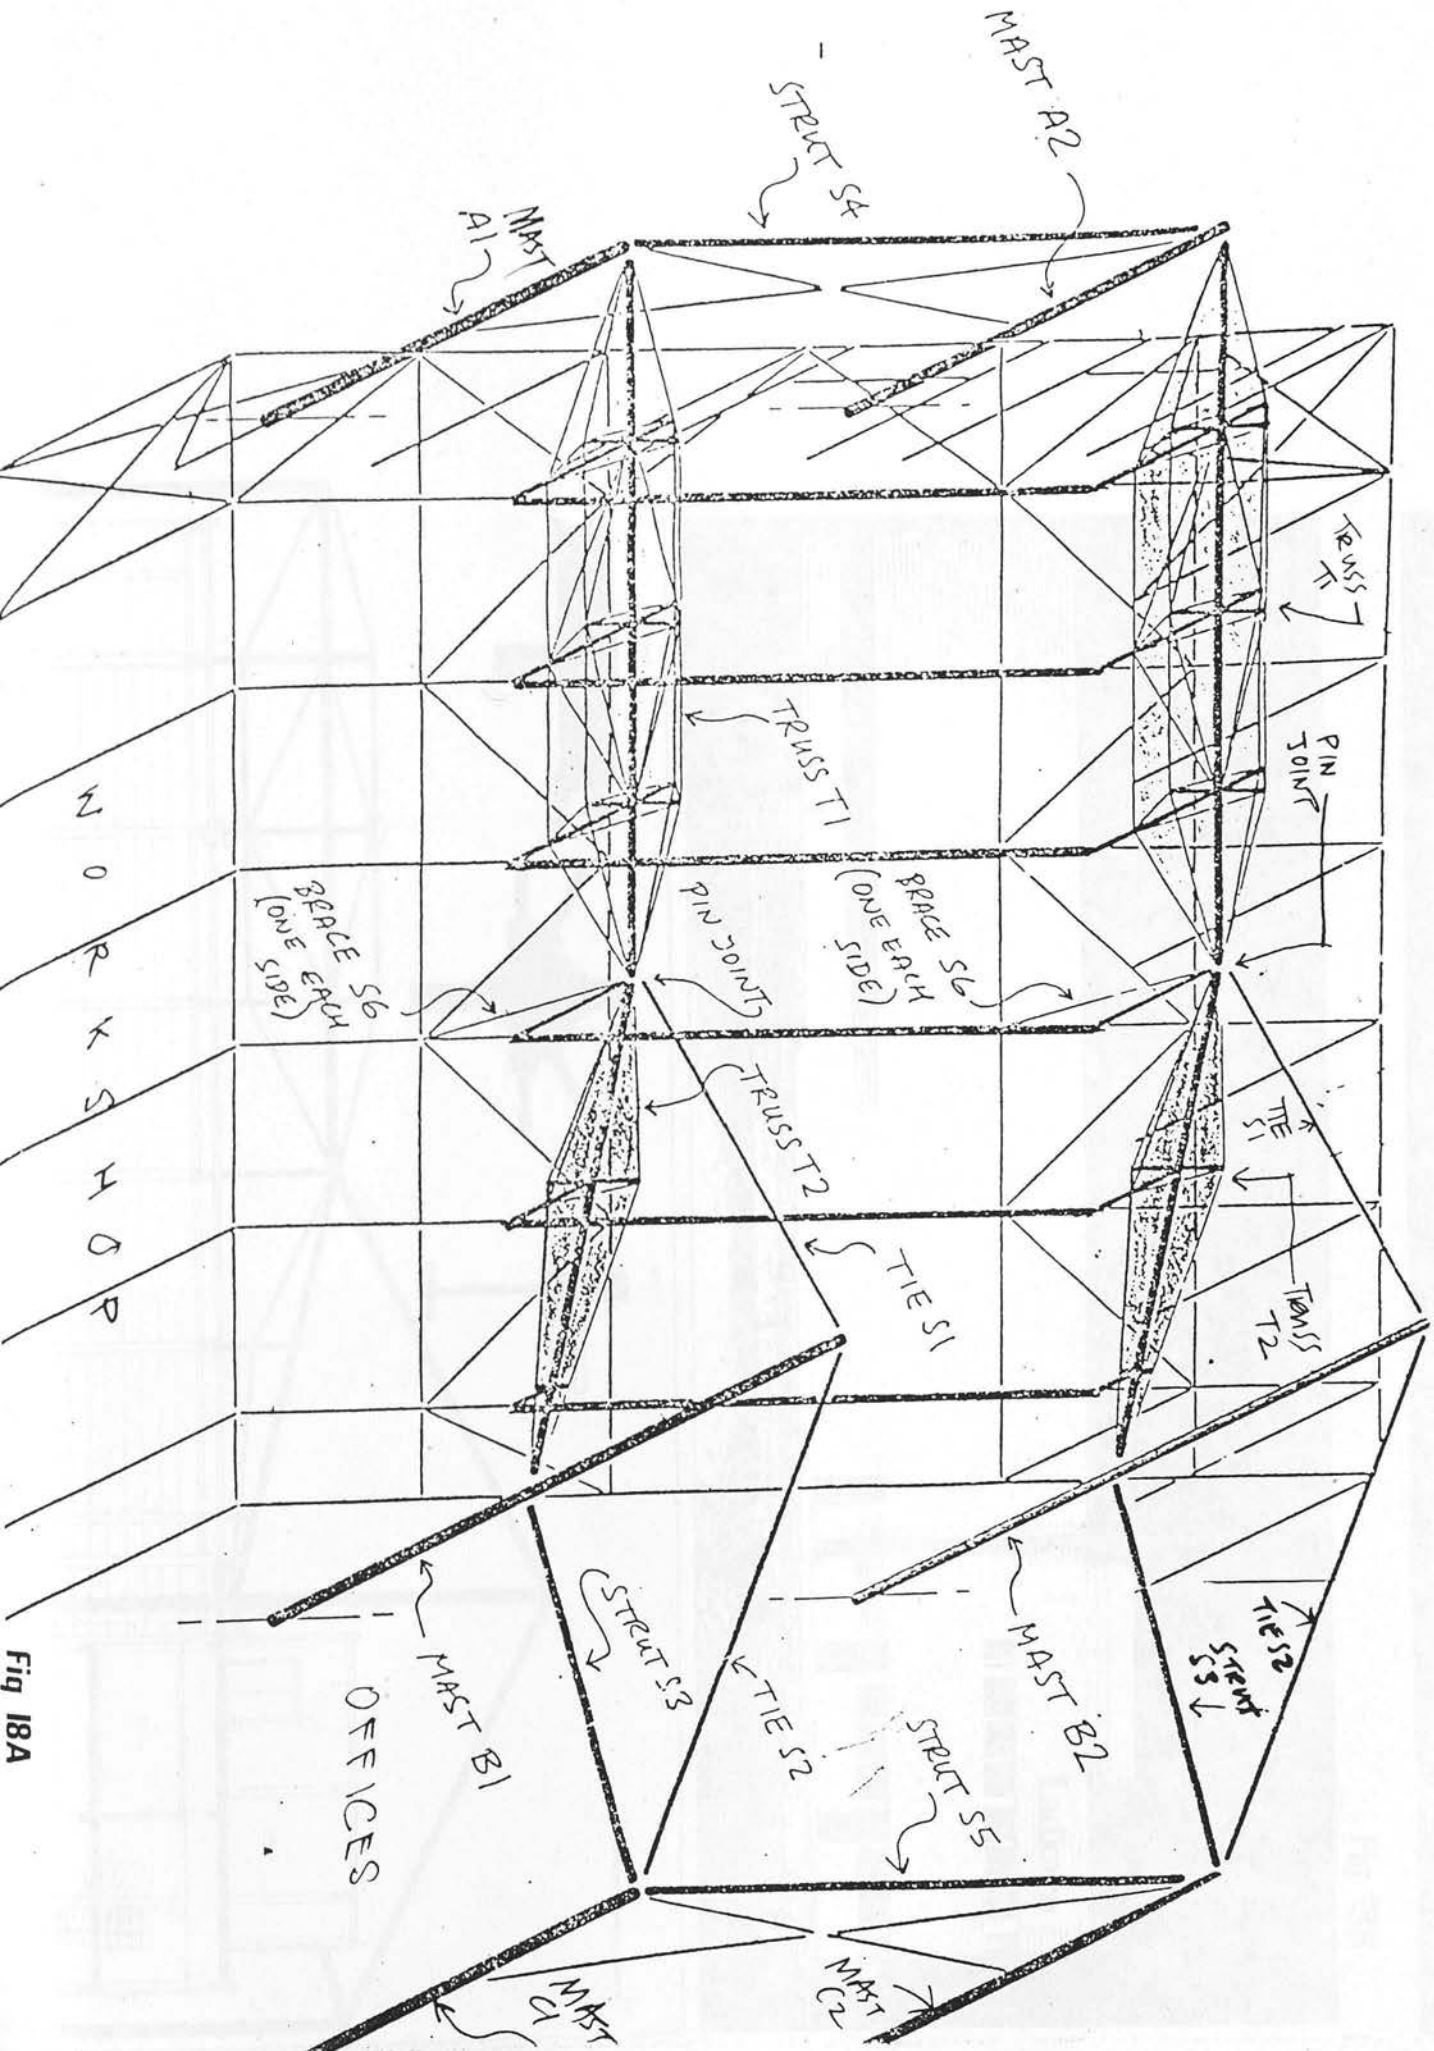 MAST A2
STRUT S4
MAST
A1
TRUSS
T1
PIN
JOINT
TRUSS T1
BRACE S6
(ONE EACH
SIDE)
PIN JOINT
BRACE S6
(ONE EACH
SIDE)
TIE
S1
TRUSS
T2
TRUSS T2
TIE S1
WORKSHOP
TIE S2
STRUT
S3
MAST B2
STRUT S3
TIE S2
MAST B1
STRUT S5
OFFICES
MAST
C2
MAST
C1
Fig 18A